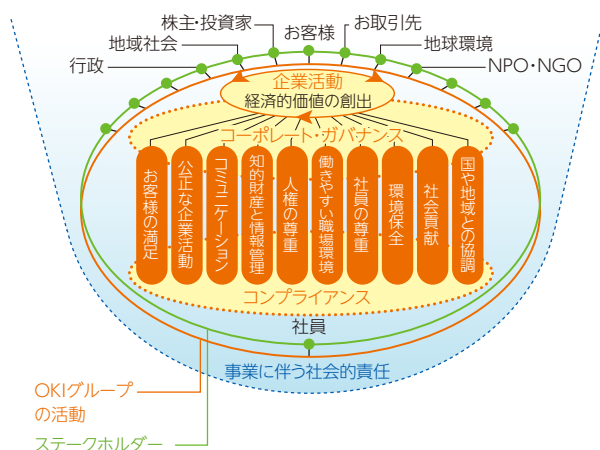 株主・投資家
お客様
お取引先
地域社会
地球環境
行政
NPO・NGO
企業活動
経済的価値の創出
コーポレート・ガバナンス
お客様の満足
公正な企業活動
コミュニケーション
知的財産と情報管理
人権の尊重
働きやすい職場環境
社員の尊重
環境保全
社会貢献
国や地域との協調
コンプライアンス
社員
事業に伴う社会的責任
OKIグループ
の活動
ステークホルダー